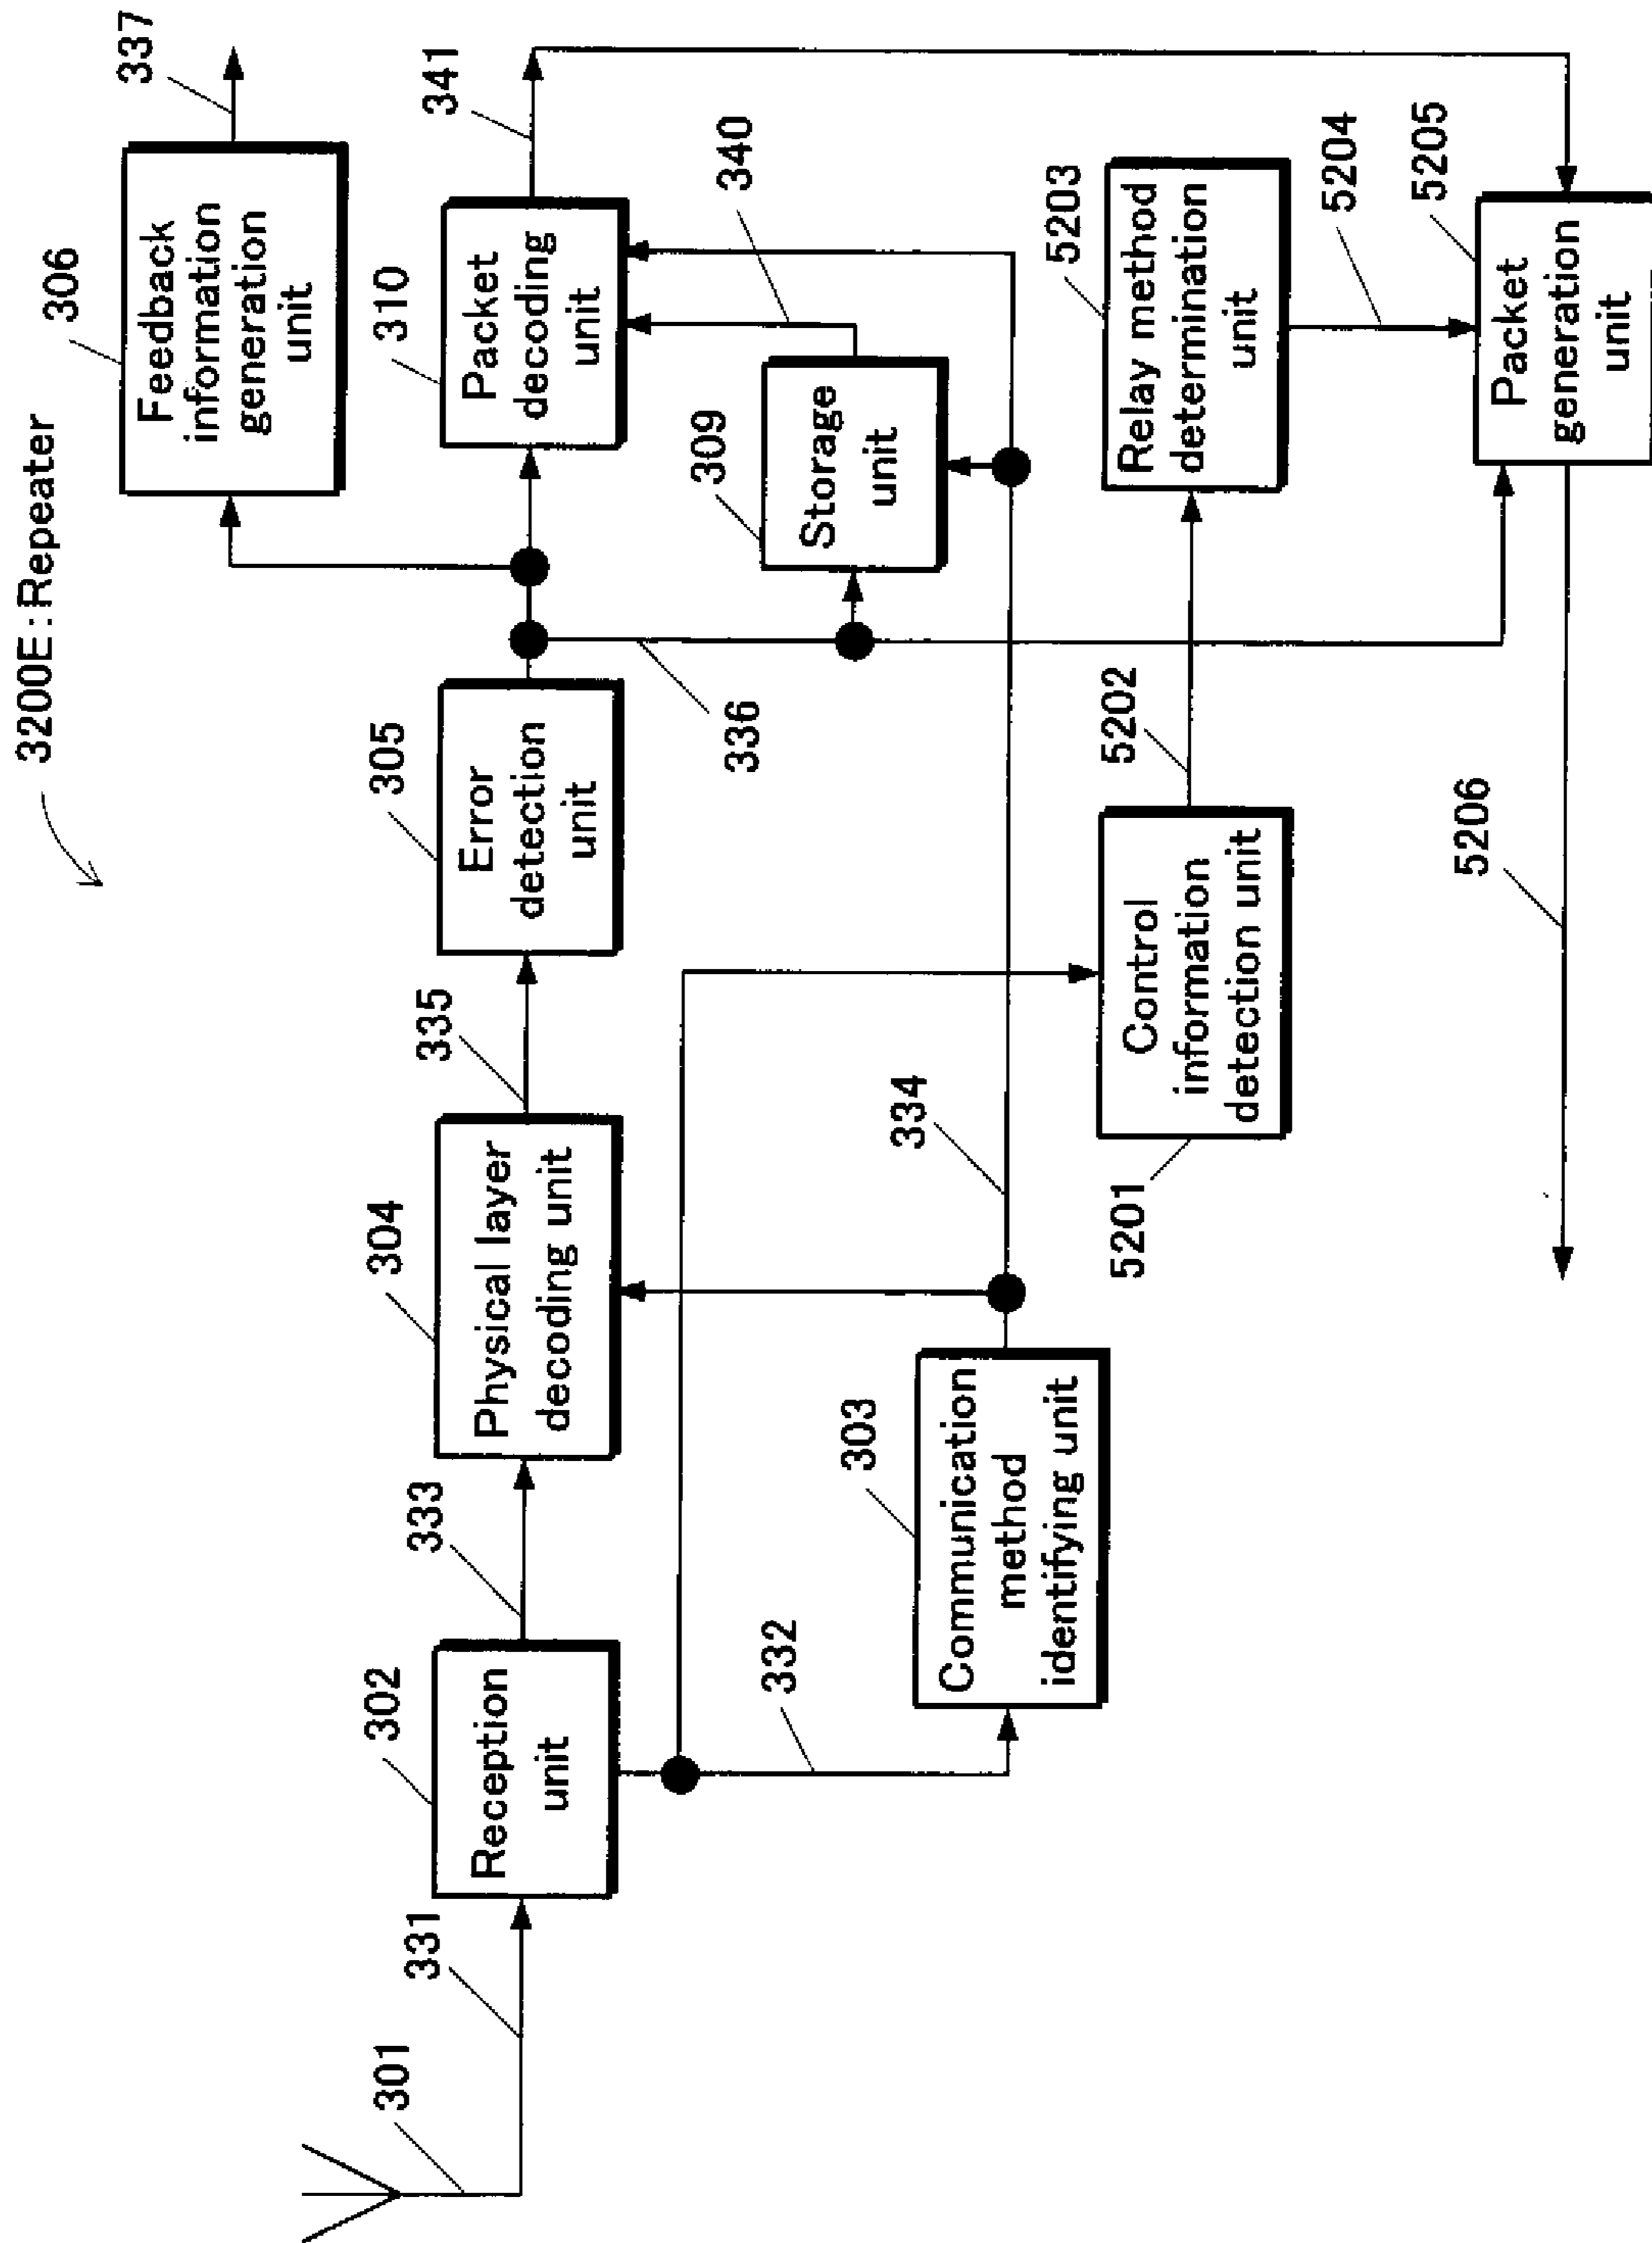 3200E:Repeater
306
Feedback
information
generation
unit
337
301
331
302
Reception
unit
333
304
Physical layer
decoding unit
335
305
Error
detection
unit
310
Packet
decoding
unit
341
336
309
Storage
unit
340
332
303
Communication
method
identifying unit
334
5201
Control
information
detection unit
5202
5203
Relay method
determination
unit
5204
5205
Packet
generation
unit
5206